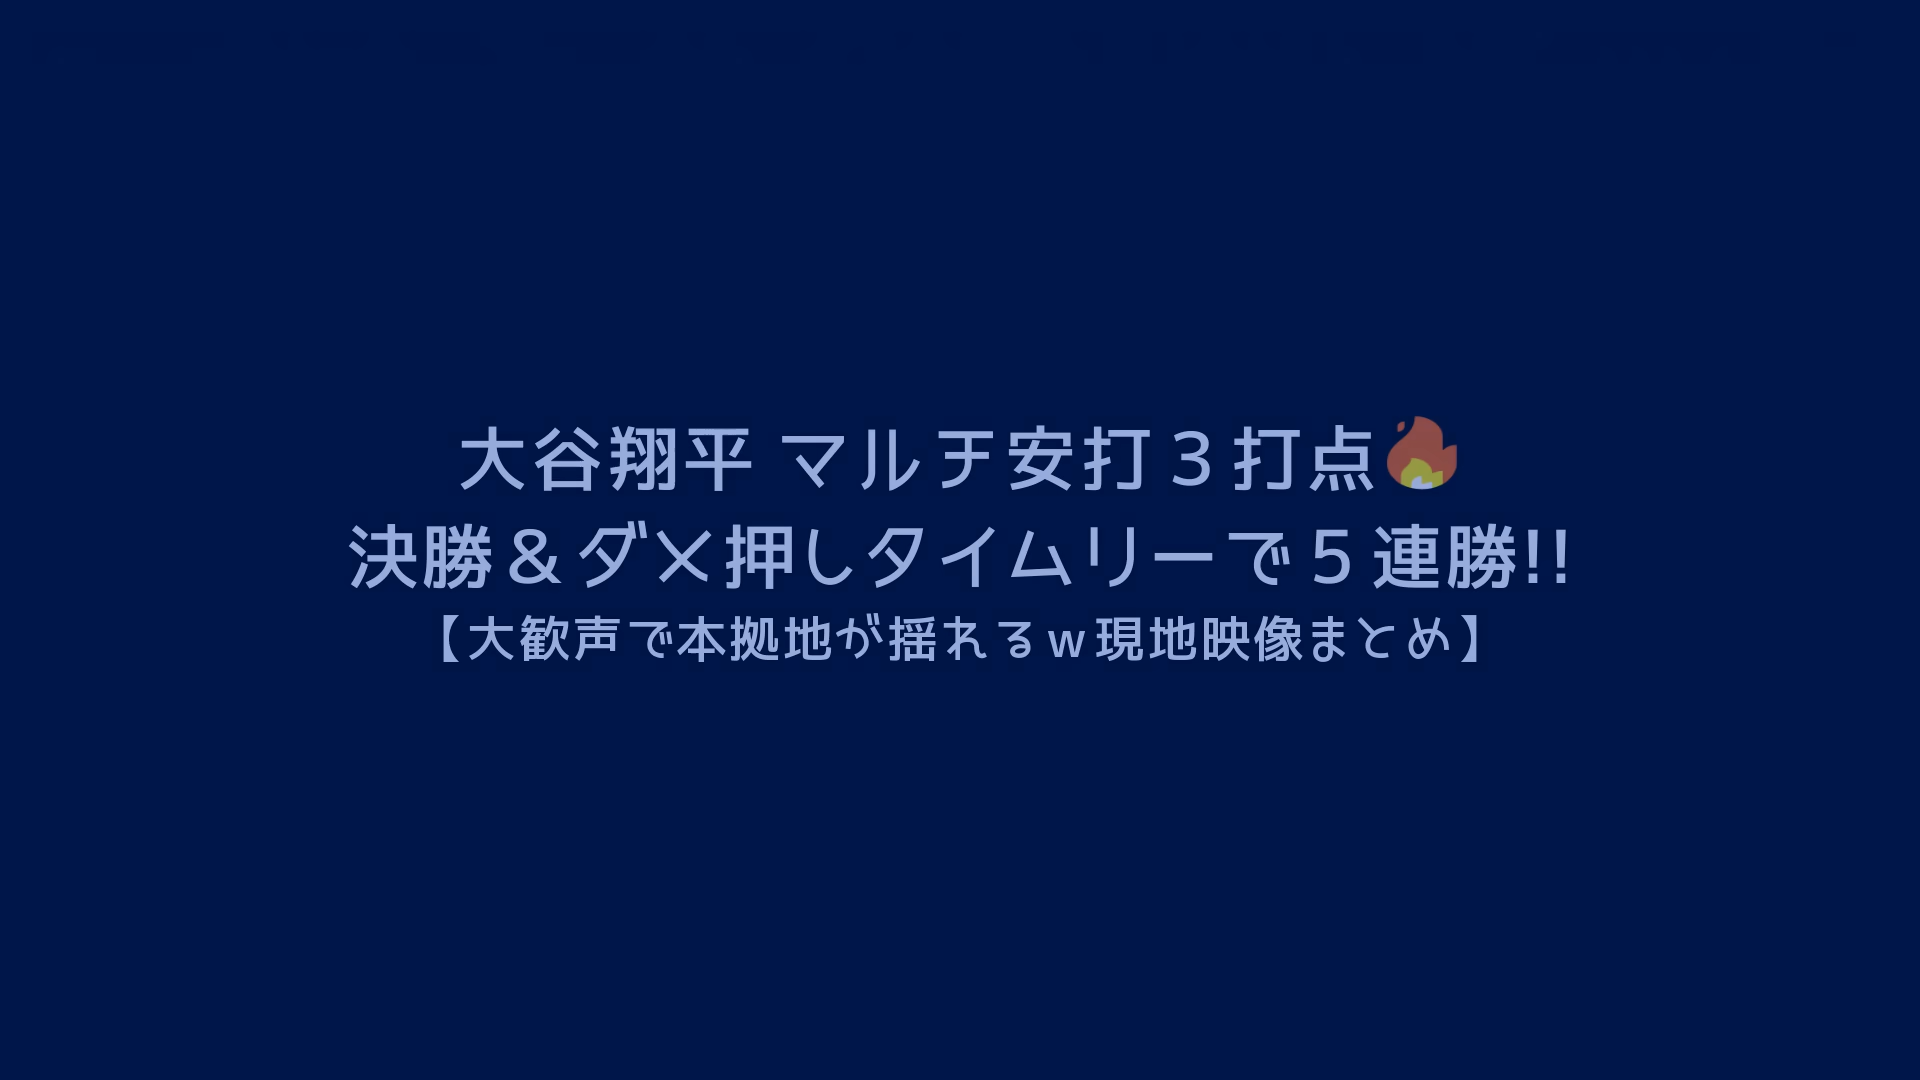 大谷翔平 マルチ安打３打点🔥
決勝＆ダメ押しタイムリーで５連勝!!
【大歓声で本拠地が揺れるｗ現地映像まとめ】